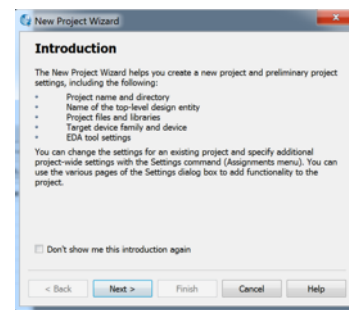 New Project Wizard
Introduction
The New Project Wizard helps you create a new project and preliminary project
settings, including the following:
• Project name and directory
• Name of the top-level design entity
• Project files and libraries
• Target device family and device
• EDA tool settings
You can change the settings for an existing project and specify additional
project-wide settings with the Settings command (Assignments menu). You can
use the various pages of the Settings dialog box to add functionality to the
project.
Don't show me this introduction again
< Back Next > Finish Cancel Help